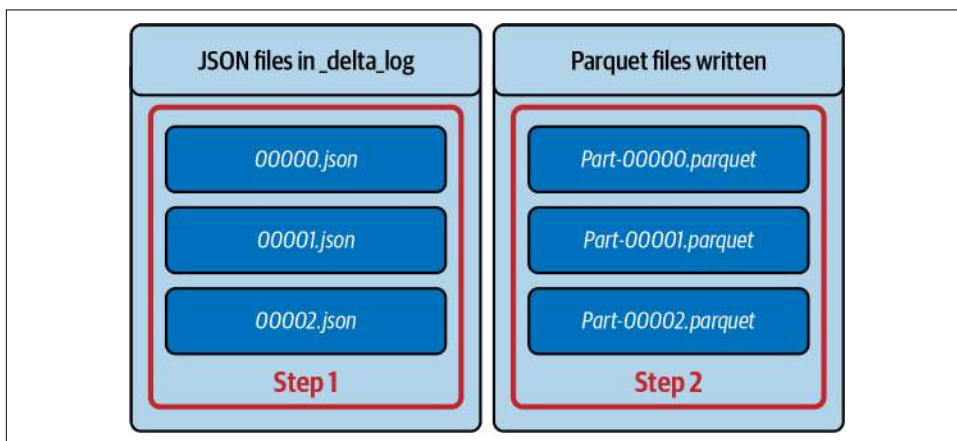 JSON files in _delta_log
00000.json
00001.json
00002.json
Step 1
Parquet files written
Part-00000.parquet
Part-00001.parquet
Part-00002.parquet
Step 2